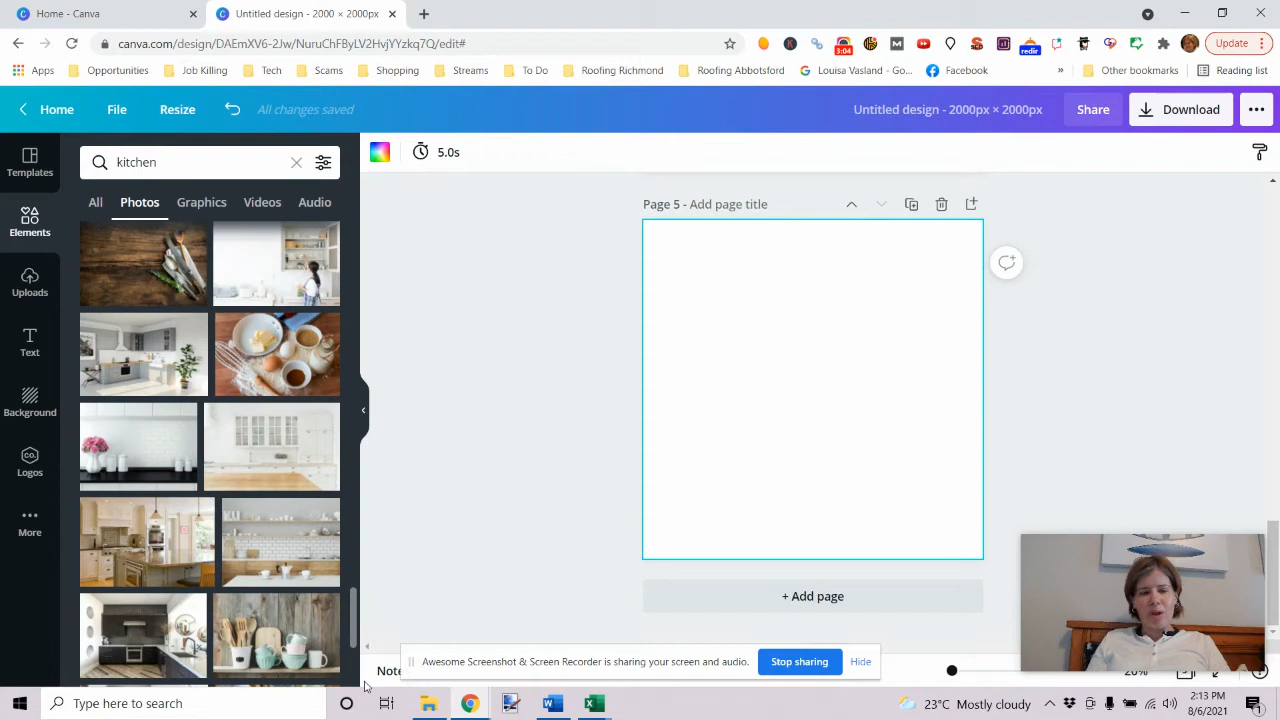 Home - Canva
Untitled design - 2000 × 2000px
canva.com/design/DAEmXV6-2Jw/NuruChFByLV2HvjYYzkq7Q/edit#
3:04
redir
Update
Apps
Opportunities
Job Killing
Tech
Scams
Shopping
Streams
To Do
Roofing Richmond
Roofing Abbotsford
Louisa Vasland - Go...
Facebook
»
Other bookmarks
Reading list
Home
File
Resize
All changes saved
Untitled design - 2000px × 2000px
Share
Download
Templates
Elements
Uploads
Text
Background
Logos
More
kitchen
All
Photos
Graphics
Videos
Audio
5.0s
Page 5 - Add page title
+ Add page
Notes
Awesome Screenshot & Screen Recorder is sharing your screen and audio.
Stop sharing
Hide
20%
Type here to search
23°C Mostly cloudy
2:13 PM
8/6/2021